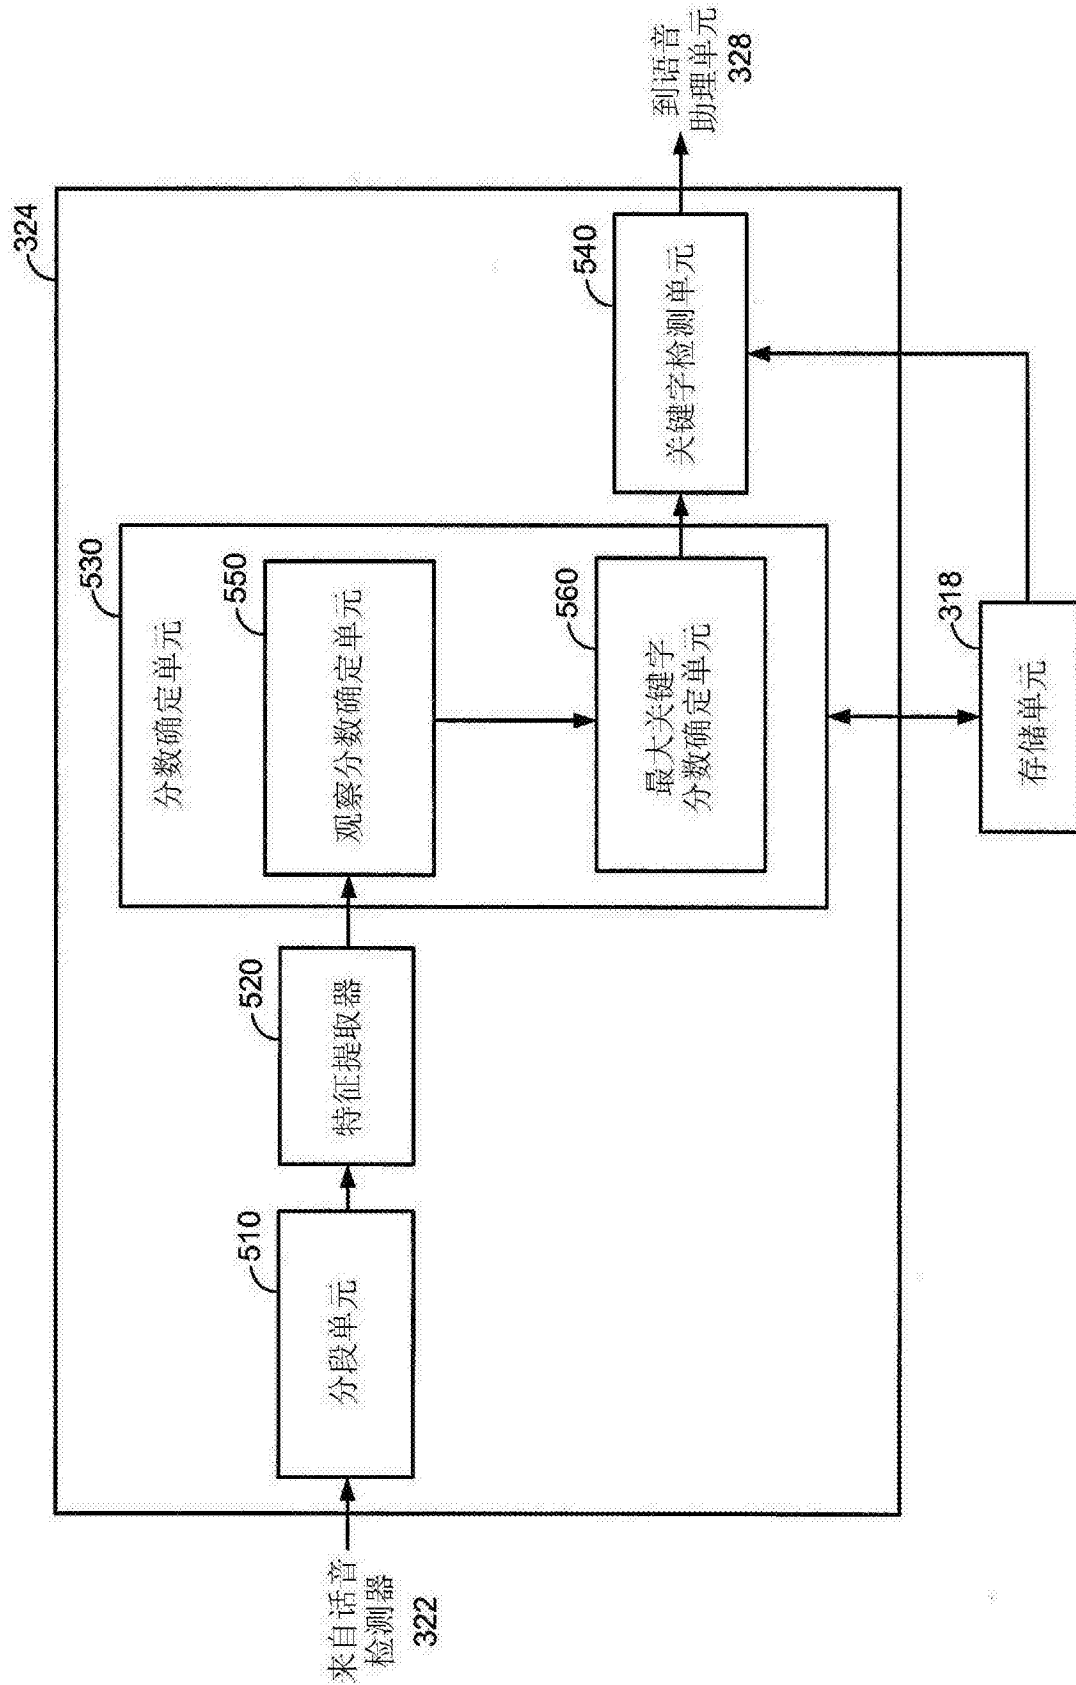 324
530
分数确定单元
550
观察分数确定单元
520
特征提取器
510
分段单元
来自话音
检测器
322
560
最大关键字
分数确定单元
540
关键字检测单元
到语音
助理单元
328
318
存储单元